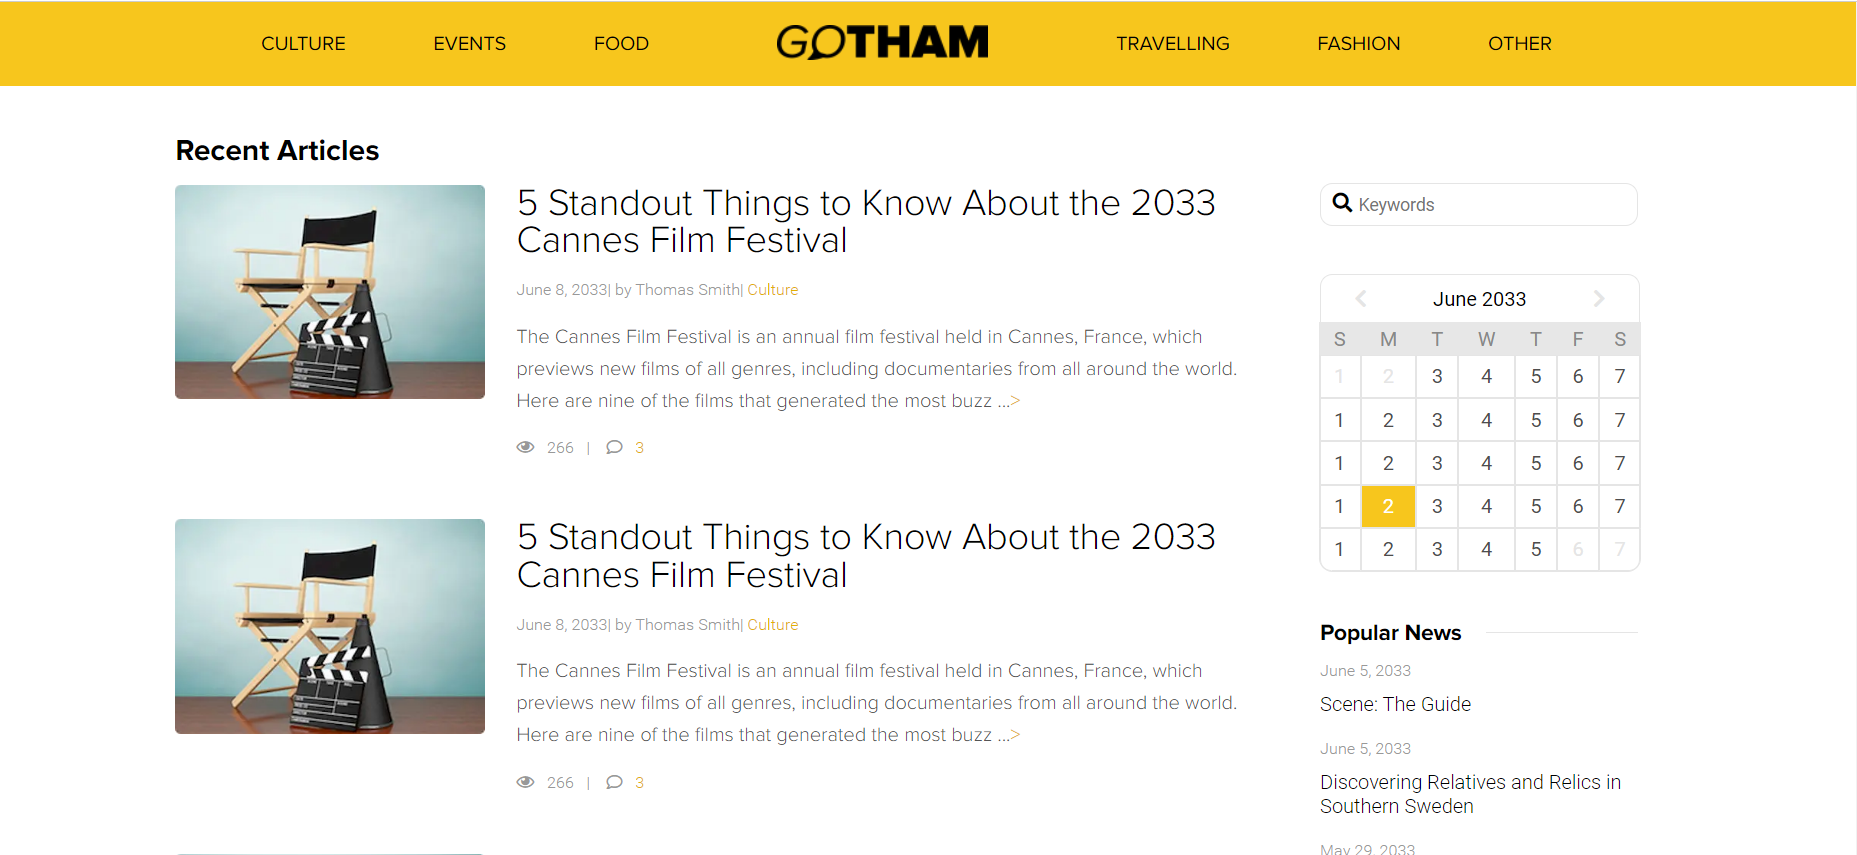 CULTURE EVENTS FOOD GOTHAM TRAVELLING FASHION OTHER
Recent Articles
5 Standout Things to Know About the 2033
Cannes Film Festival
June 8, 2033| by Thomas Smith| Culture
The Cannes Film Festival is an annual film festival held in Cannes, France, which
previews new films of all genres, including documentaries from all around the world.
Here are nine of the films that generated the most buzz ...>
266 | 3
5 Standout Things to Know About the 2033
Cannes Film Festival
June 8, 2033| by Thomas Smith| Culture
The Cannes Film Festival is an annual film festival held in Cannes, France, which
previews new films of all genres, including documentaries from all around the world.
Here are nine of the films that generated the most buzz ...>
266 | 3
Keywords
June 2033
S M T W T F S
1 2 3 4 5 6 7
1 2 3 4 5 6 7
1 2 3 4 5 6 7
1 2 3 4 5 6 7
1 2 3 4 5 6 7
Popular News
June 5, 2033
Scene: The Guide
June 5, 2033
Discovering Relatives and Relics in
Southern Sweden
May 29, 2033